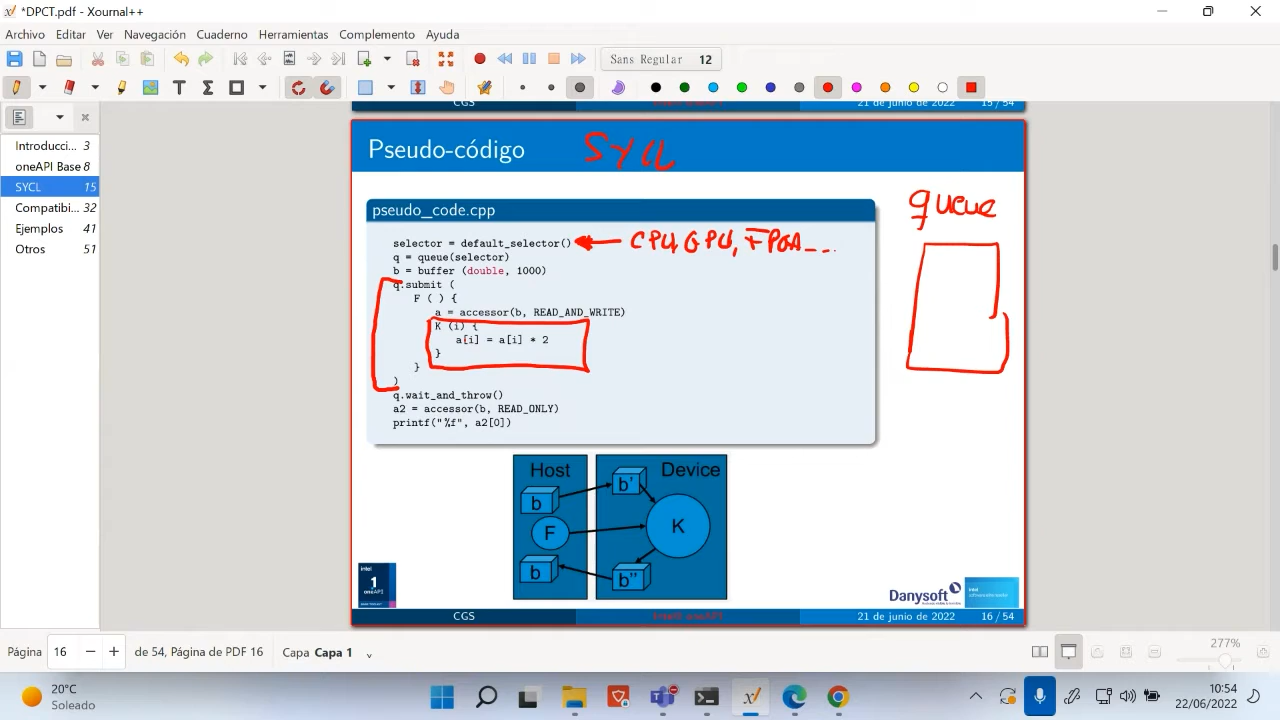 *DPCT.pdf - Xournal++
Archivo Editar Ver Navegación Cuaderno Herramientas Complemento Ayuda
Sans Regular 12
Introducci... 3
oneAPI Base 8
SYCL 15
Compatibi... 32
Ejemplos 41
Otros 51
CGS
21 de junio de 2022 15 / 54
Pseudo-código SYCL
queue
pseudo_code.cpp
selector = default_selector() CPU, GPU, FPGA...
q = queue(selector)
b = buffer (double, 1000)
q.submit (
F ( ) {
a = accessor(b, READ_AND_WRITE)
K (i) {
a[i] = a[i] * 2
}
}
)
q.wait_and_throw()
a2 = accessor(b, READ_ONLY)
printf("%f", a2[0])
Host Device
b b'
F K
b b''
intel
1
oneAPI
Danysoft
CGS Intel® oneAPI 21 de junio de 2022 16 / 54
Página 16 de 54, Página de PDF 16 Capa Capa 1
277%
20°C
Soleado
10:54
22/06/2022